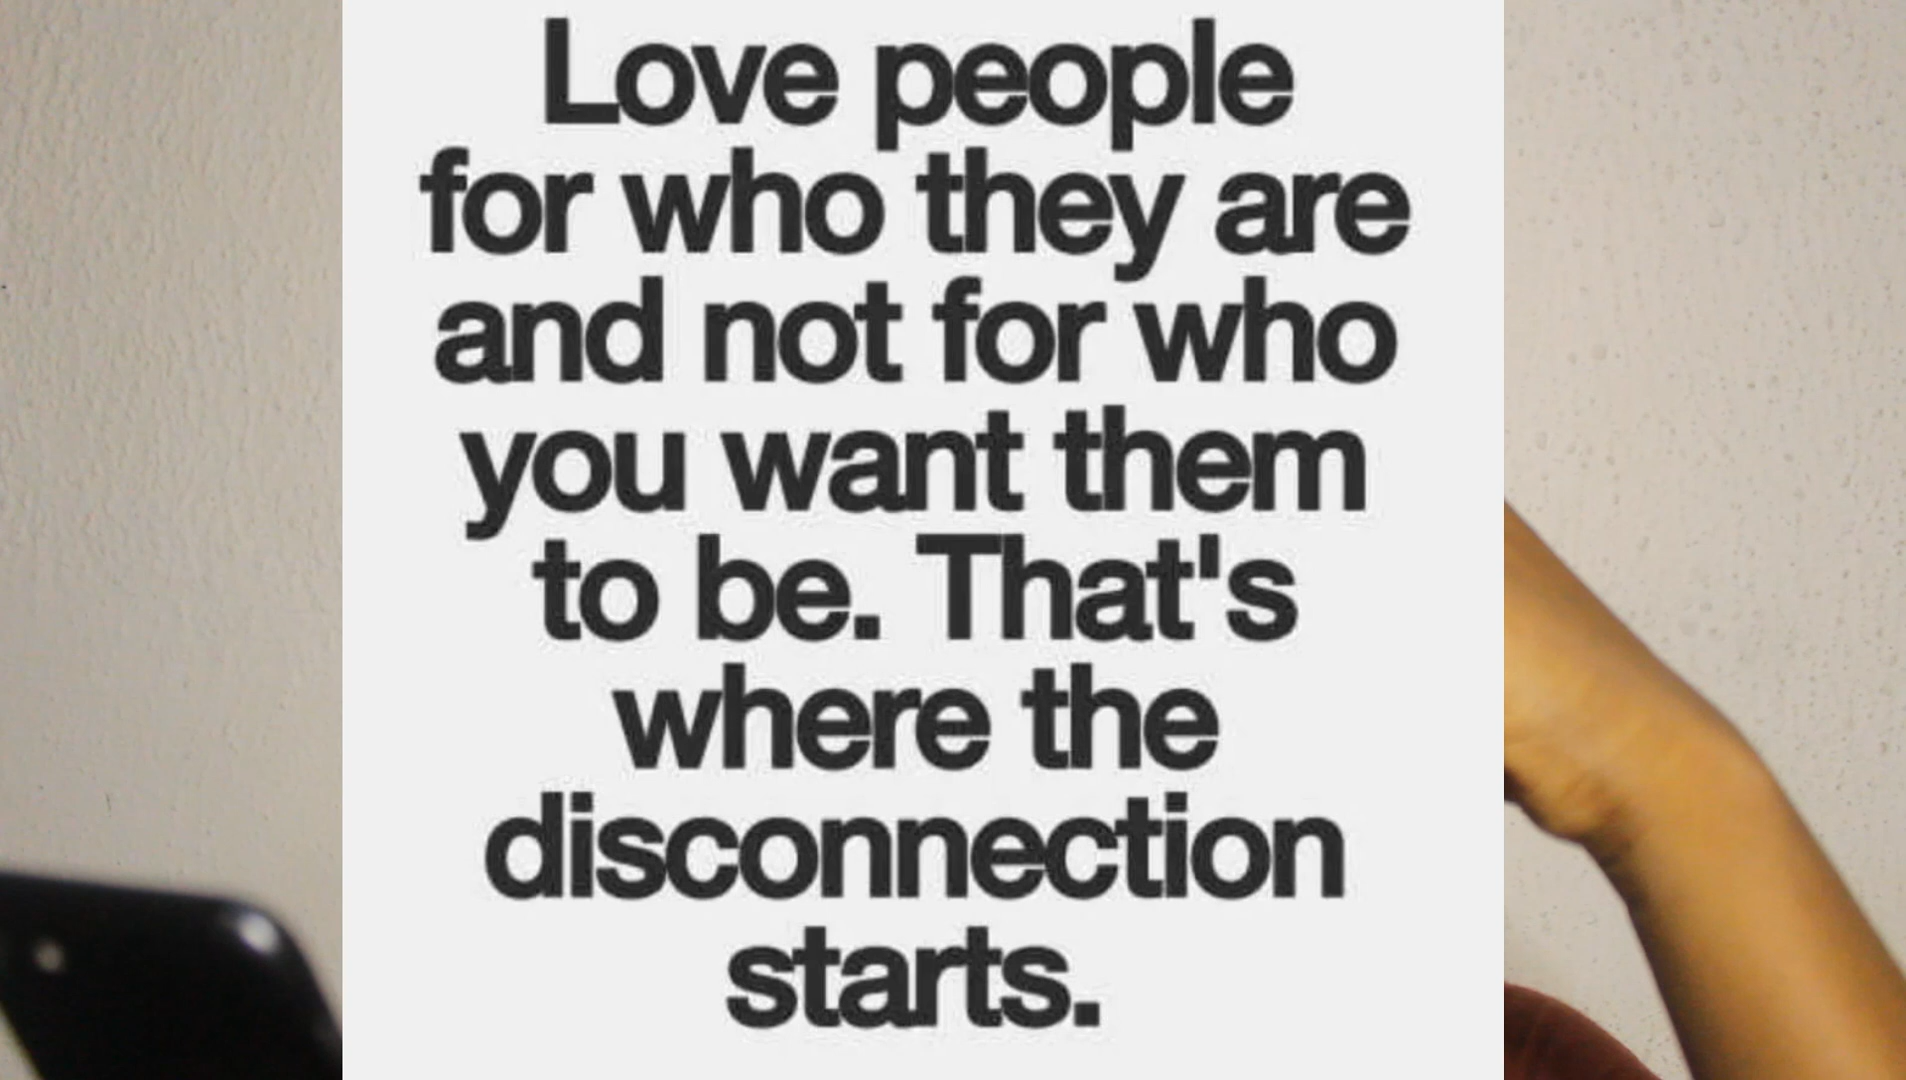 Love people
for who they are
and not for who
you want them
to be. That's
where the
disconnection
starts.